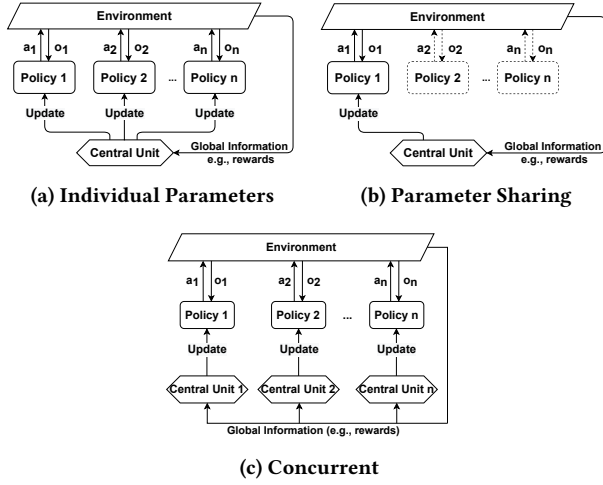 Environment
a1 o1 a2 o2 an on
Policy 1 Policy 2 ... Policy n
Update Update Update
Central Unit
Global Information
e.g., rewards
(a) Individual Parameters
Environment
a1 o1 a2 o2 an on
Policy 1 Policy 2 ... Policy n
Update
Central Unit
Global Information
e.g., rewards
(b) Parameter Sharing
Environment
a1 o1 a2 o2 an on
Policy 1 Policy 2 ... Policy n
Update Update Update
Central Unit 1 Central Unit 2 Central Unit n
Global Information (e.g., rewards)
(c) Concurrent